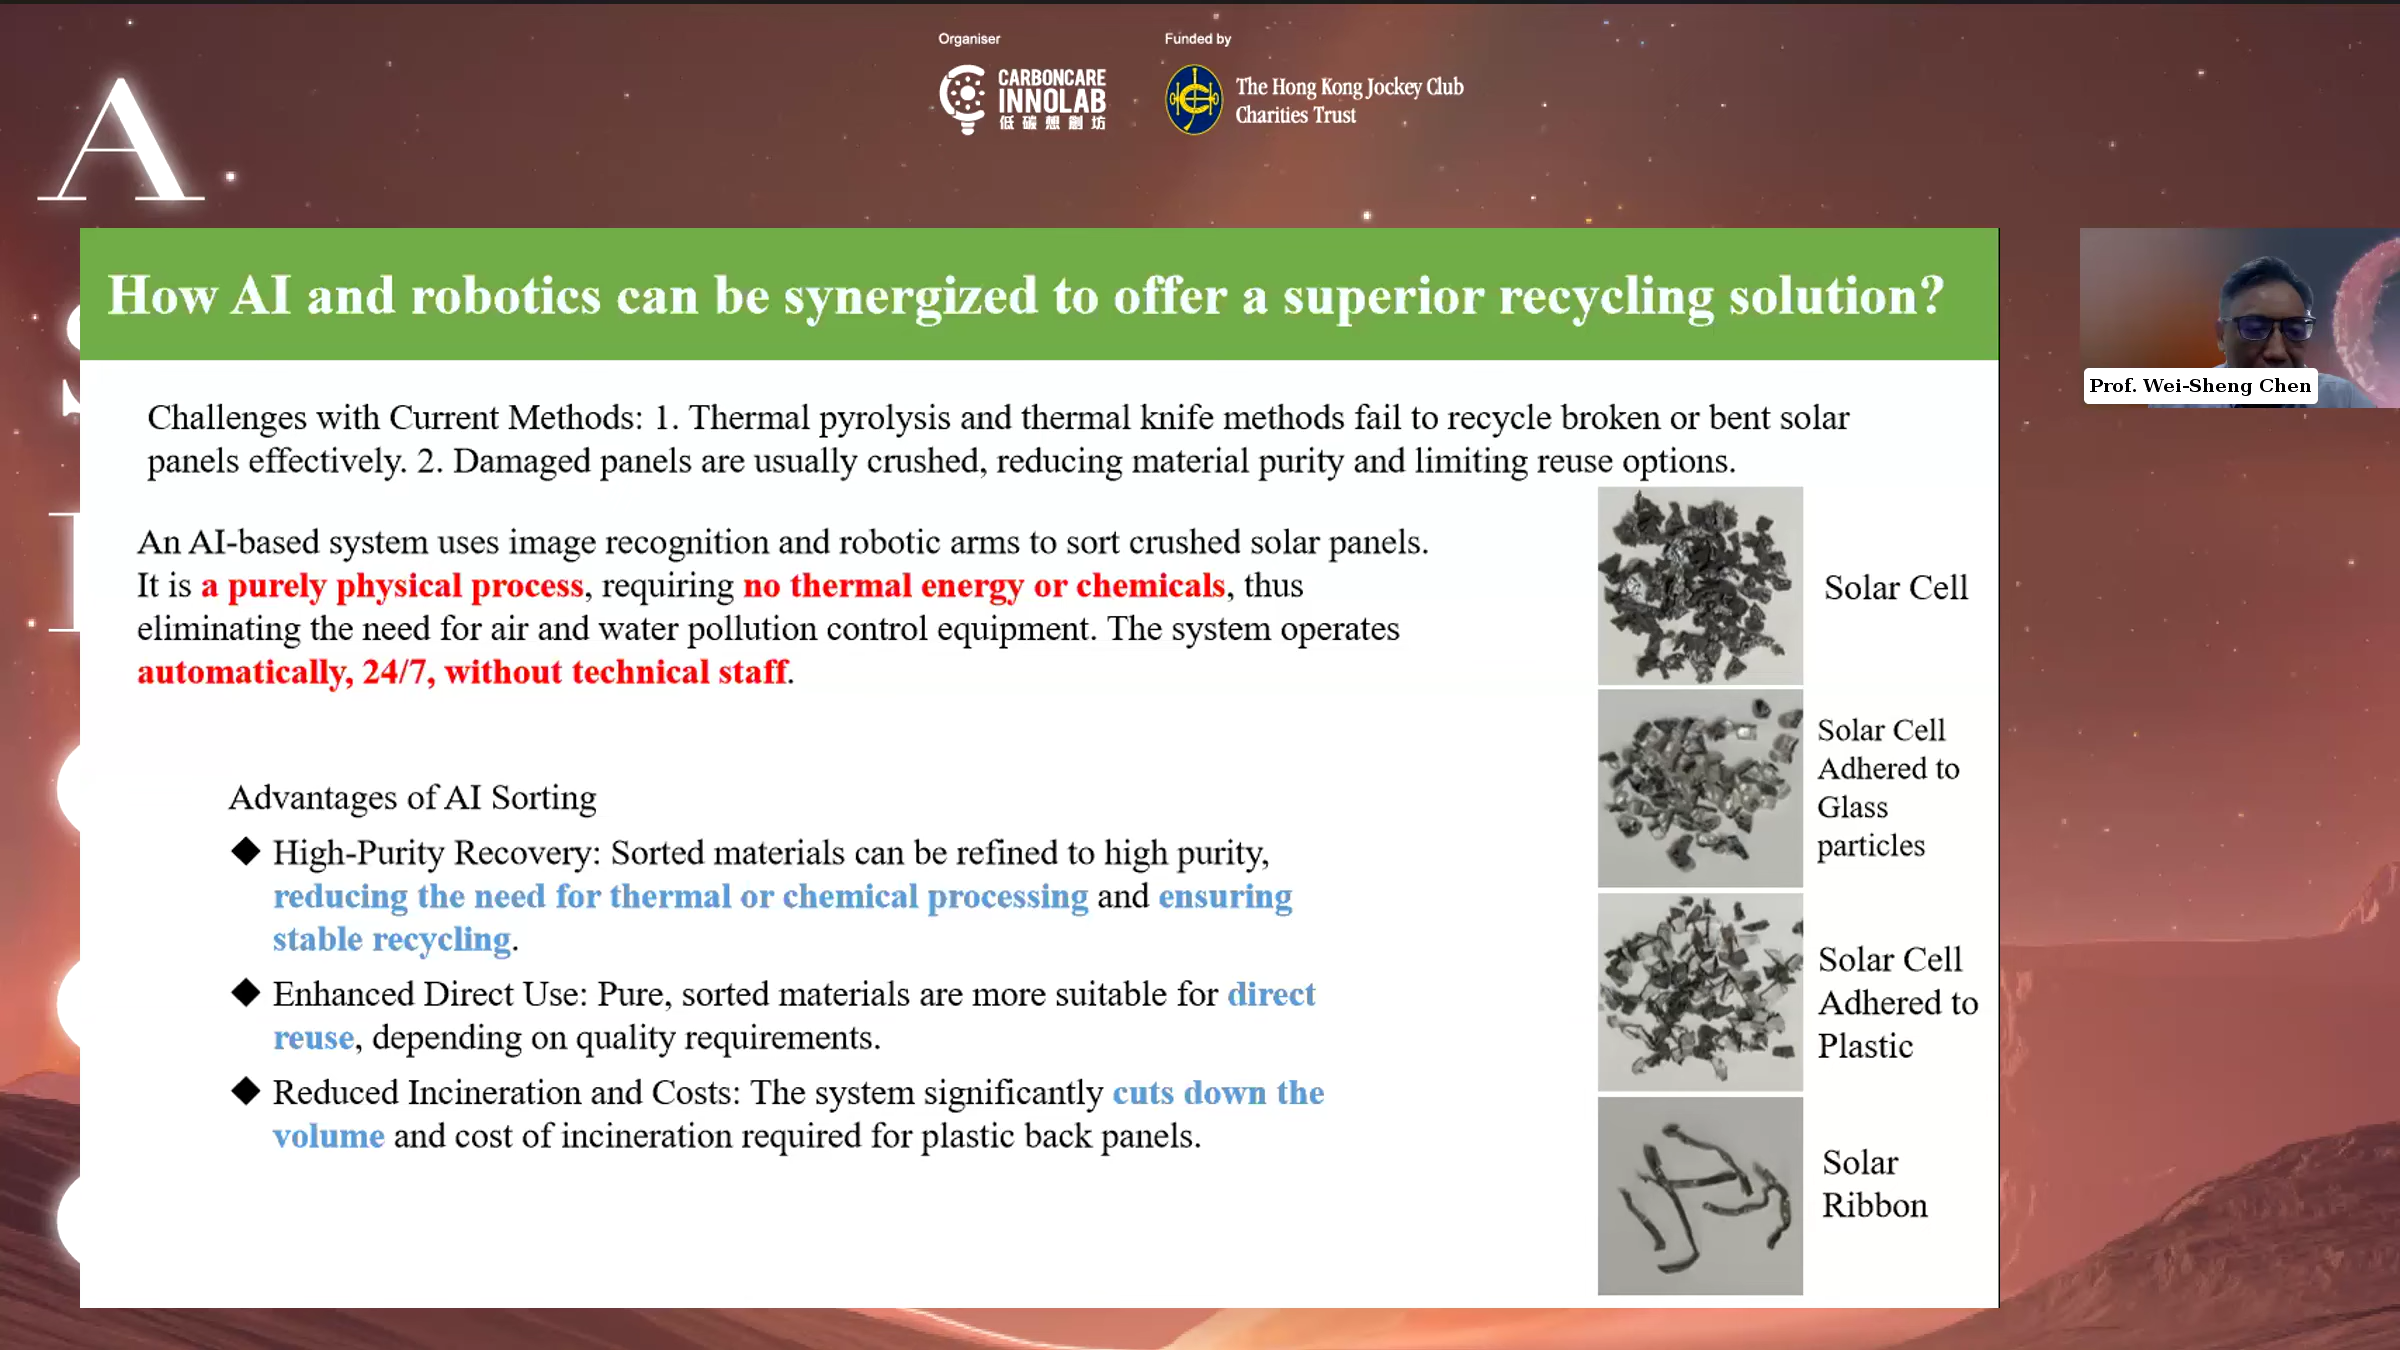 Organiser
Funded by
CARBONCARE
INNOLAB
低碳想創坊
The Hong Kong Jockey Club
Charities Trust
A
How AI and robotics can be synergized to offer a superior recycling solution?
Prof. Wei-Sheng Chen
Challenges with Current Methods: 1. Thermal pyrolysis and thermal knife methods fail to recycle broken or bent solar
panels effectively. 2. Damaged panels are usually crushed, reducing material purity and limiting reuse options.
An AI-based system uses image recognition and robotic arms to sort crushed solar panels.
It is a purely physical process, requiring no thermal energy or chemicals, thus
eliminating the need for air and water pollution control equipment. The system operates
automatically, 24/7, without technical staff.
Advantages of AI Sorting
◆ High-Purity Recovery: Sorted materials can be refined to high purity,
reducing the need for thermal or chemical processing and ensuring
stable recycling.
◆ Enhanced Direct Use: Pure, sorted materials are more suitable for direct
reuse, depending on quality requirements.
◆ Reduced Incineration and Costs: The system significantly cuts down the
volume and cost of incineration required for plastic back panels.
Solar Cell
Solar Cell
Adhered to
Glass
particles
Solar Cell
Adhered to
Plastic
Solar
Ribbon